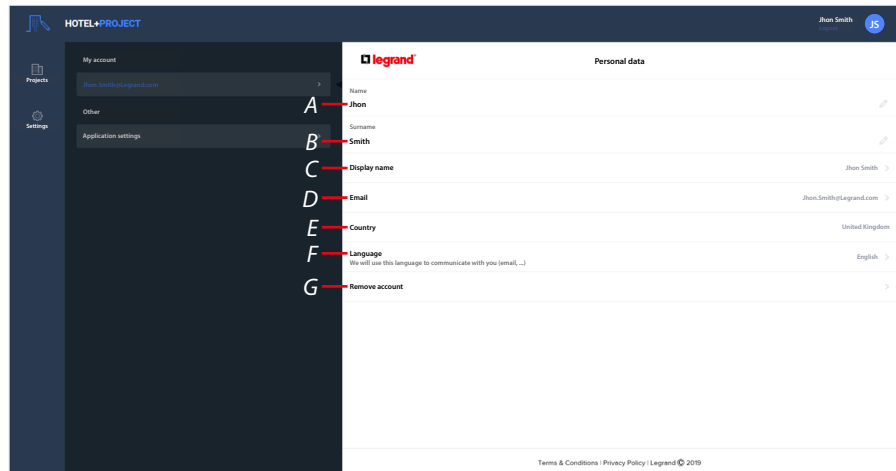 HOTEL+PROJECT
Jhon Smith
Logout
JS
Projects
Settings
My account
Jhon.Smith@Legrand.com
Other
Application settings
legrand
Personal data
A
Name
Jhon
B
Surname
Smith
C
Display name
Jhon Smith
D
Email
Jhon.Smith@Legrand.com
E
Country
United Kingdom
F
Language
English
We will use this language to communicate with you (email, ...)
G
Remove account
Terms & Conditions | Privacy Policy | Legrand © 2019